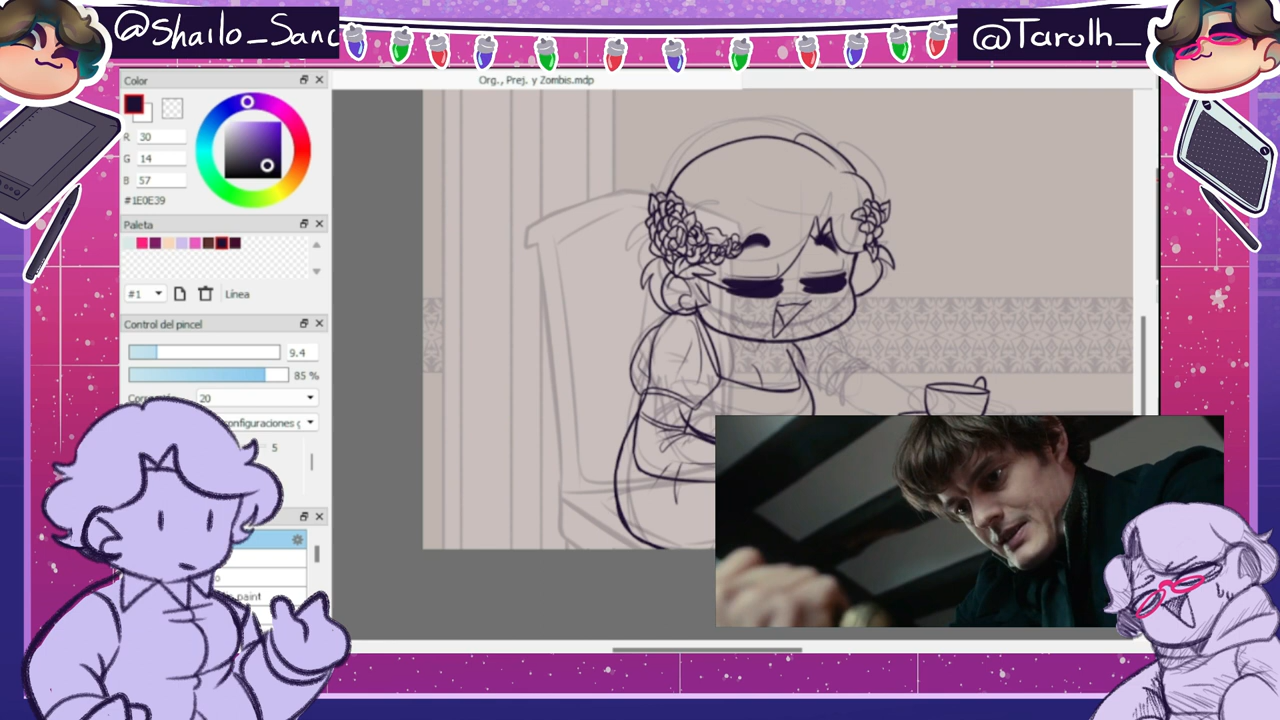 @Shailo_Sanc
@Tarolh_
Color
Org., Prej. y Zombis.mdp
R 30
G 14
B 57
#1E0E39
Paleta
#1
Línea
Control del pincel
9.4
85 %
20
5
paint